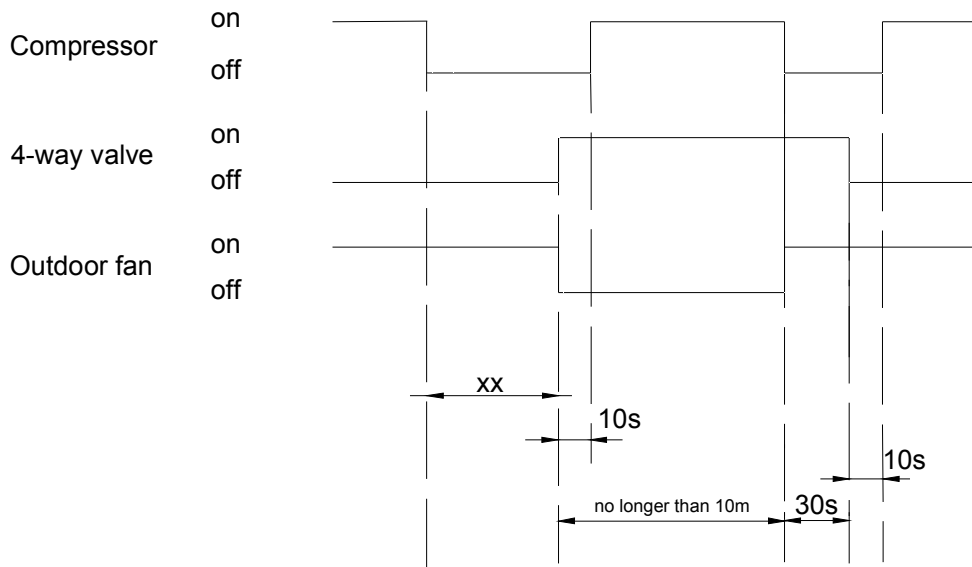 Compressor
on
off
4-way valve
on
off
Outdoor fan
on
off
xx
10s
10s
no longer than 10m
30s